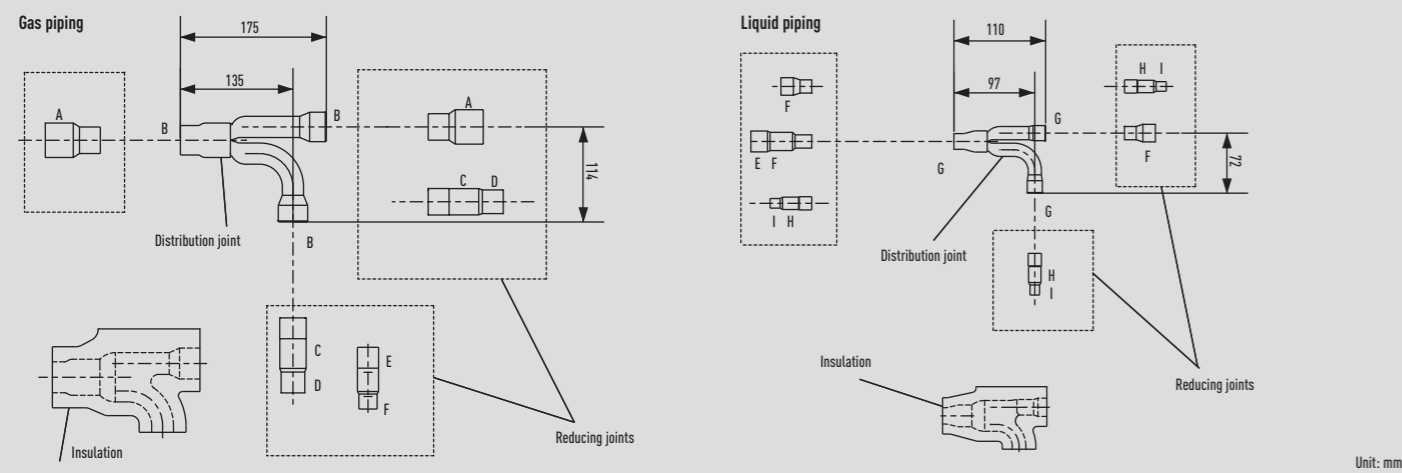 Gas piping
175
135
A
B
B
A
114
C D
Distribution joint
B
C
D
E
F
Insulation
Reducing joints
Liquid piping
110
97
H I
F
G
E F
F
72
G
I H
G
Distribution joint
H
I
Insulation
Reducing joints
Unit: mm